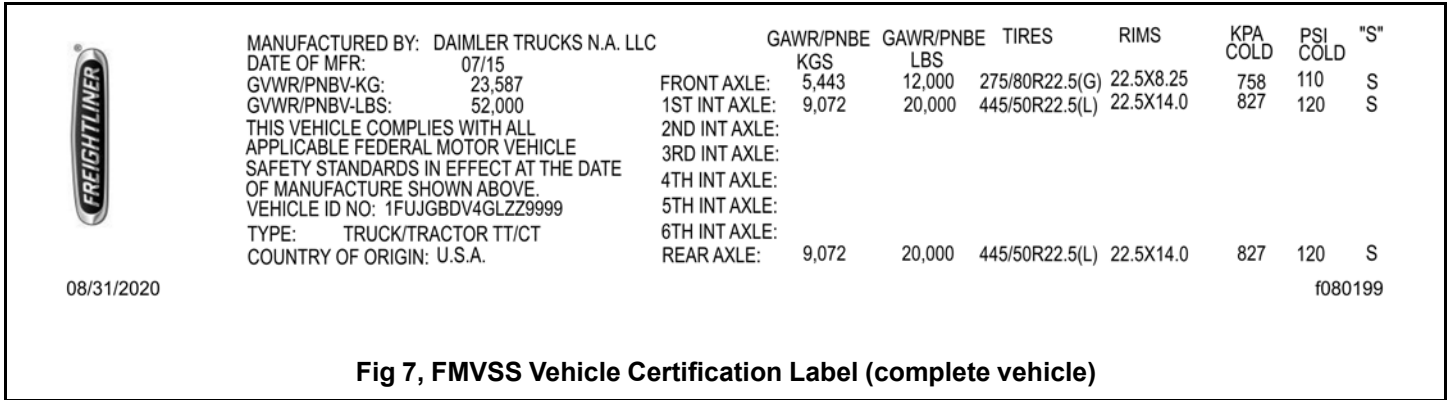 FREIGHTLINER
MANUFACTURED BY: DAIMLER TRUCKS N.A. LLC
DATE OF MFR: 07/15
GVWR/PNBV-KG: 23,587
GVWR/PNBV-LBS: 52,000
THIS VEHICLE COMPLIES WITH ALL
APPLICABLE FEDERAL MOTOR VEHICLE
SAFETY STANDARDS IN EFFECT AT THE DATE
OF MANUFACTURE SHOWN ABOVE.
VEHICLE ID NO: 1FUJGBDV4GLZZ9999
TYPE: TRUCK/TRACTOR TT/CT
COUNTRY OF ORIGIN: U.S.A.
GAWR/PNBE GAWR/PNBE TIRES RIMS KPA PSI "S"
KGS LBS COLD COLD
FRONT AXLE: 5,443 12,000 275/80R22.5(G) 22.5X8.25 758 110 S
1ST INT AXLE: 9,072 20,000 445/50R22.5(L) 22.5X14.0 827 120 S
2ND INT AXLE:
3RD INT AXLE:
4TH INT AXLE:
5TH INT AXLE:
6TH INT AXLE:
REAR AXLE: 9,072 20,000 445/50R22.5(L) 22.5X14.0 827 120 S
08/31/2020 f080199
Fig 7, FMVSS Vehicle Certification Label (complete vehicle)